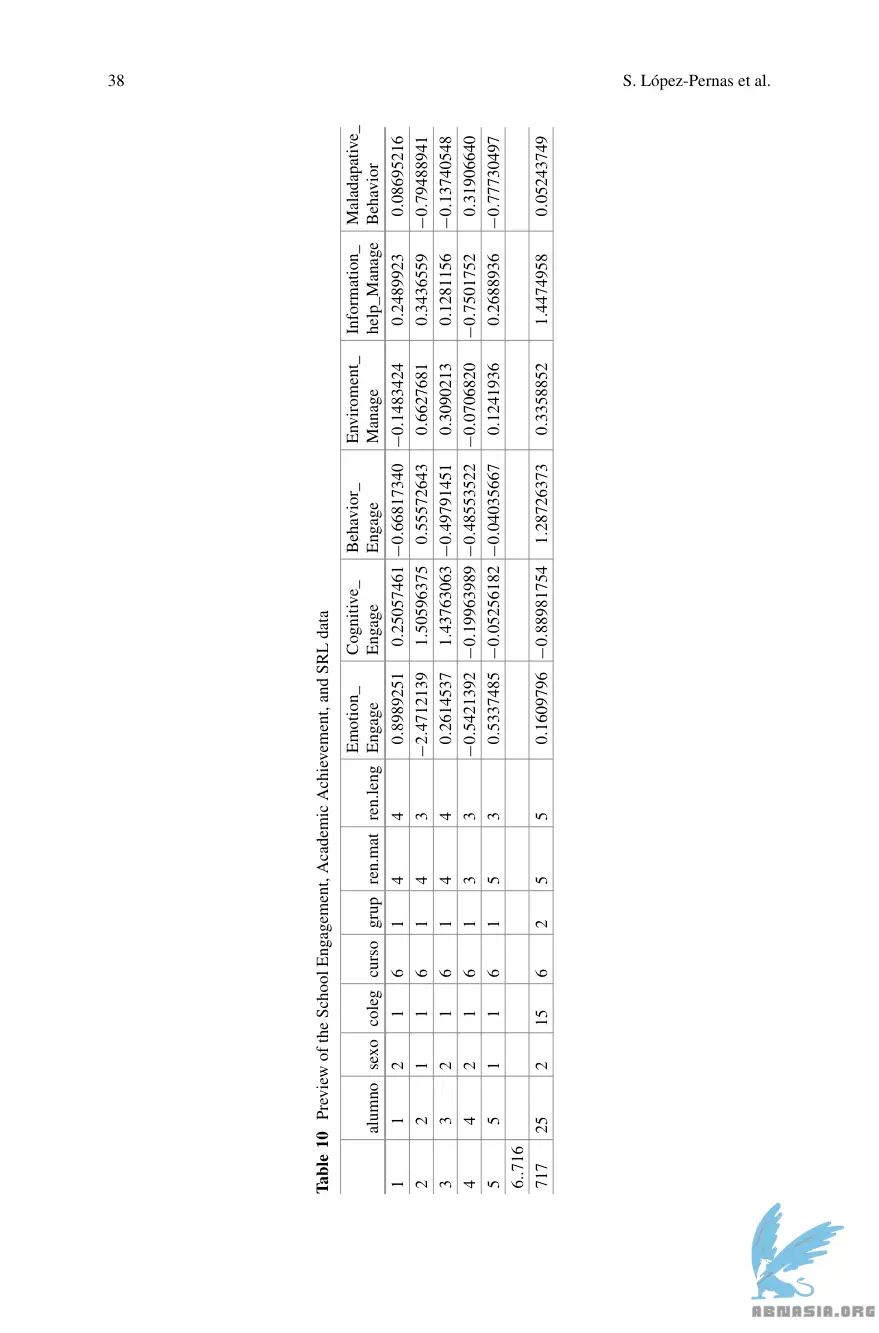 38
S. López-Pernas et al.
Table 10 Preview of the School Engagement, Academic Achievement, and SRL data
alumno sexo coleg curso grup ren.mat ren.leng Emotion_ Engage Cognitive_ Engage Behavior_ Engage Enviroment_ Manage Information_ help_Manage Maladapative_ Behavior
1 1 2 1 6 1 4 4 0.8989251 0.25057461 −0.66817340 −0.1483424 0.2489923 0.08695216
2 2 1 1 6 1 4 3 −2.4712139 1.50596375 0.55572643 0.6627681 0.3436559 −0.79488941
3 3 2 1 6 1 4 4 0.2614537 1.43763063 −0.49791451 0.3090213 0.1281156 −0.13740548
4 4 2 1 6 1 3 3 −0.5421392 −0.19963989 −0.48553522 −0.0706820 −0.7501752 0.31906640
5 5 1 1 6 1 5 3 0.5337485 −0.05256182 −0.04035667 0.1241936 0.2688936 −0.77730497
6..716
717 25 2 15 6 2 5 5 0.1609796 −0.88981754 1.28726373 0.3358852 1.4474958 0.05243749
ABNASIA.ORG